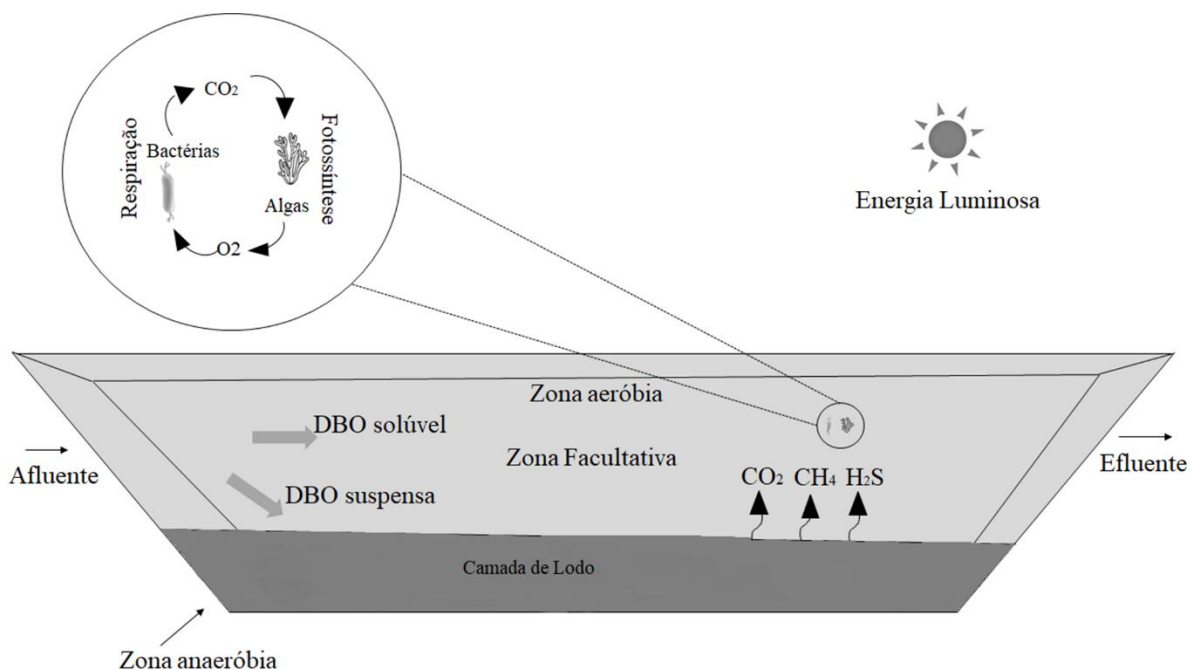 CO₂
Respiração
Bactérias
Fotossíntese
Algas
O2
Energia Luminosa
Zona aeróbia
DBO solúvel
Zona Facultativa
Afluente
Efluente
DBO suspensa
CO₂ CH₄ H₂S
Camada de Lodo
Zona anaeróbia